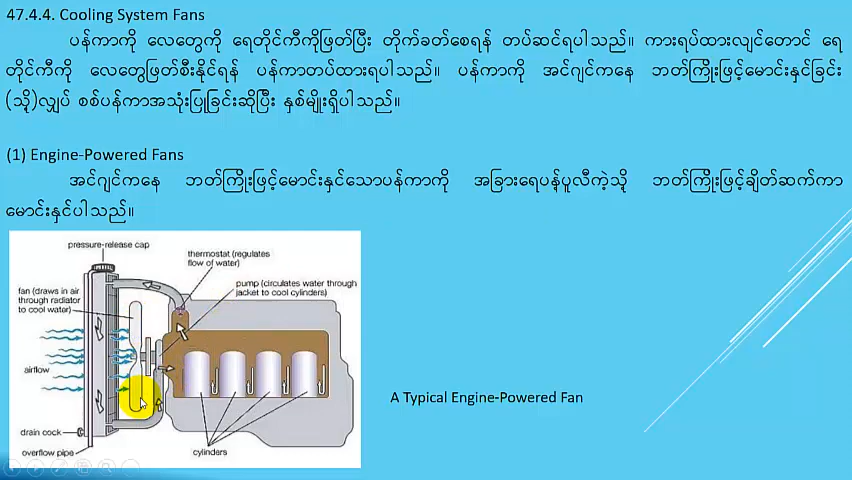 47.4.4. Cooling System Fans
ပန်ကာကို လေတွေကို ရေတိုင်ကီကိုဖြတ်ပြီး တိုက်ခတ်စေရန် တပ်ဆင်ရပါသည်။ ကားရပ်ထားလျင်တောင် ရေ
တိုင်ကီကို လေတွေဖြတ်စီးနိုင်ရန် ပန်ကာတပ်ထားရပါသည်။ ပန်ကာကို အင်ဂျင်ကနေ ဘတ်ကြိုးဖြင့်မောင်းနှင်ခြင်း
(သို့)လျှပ် စစ်ပန်ကာအသုံးပြုခြင်းဆိုပြီး နှစ်မျိုးရှိပါသည်။
(1) Engine-Powered Fans
အင်ဂျင်ကနေ ဘတ်ကြိုးဖြင့်မောင်းနှင်သောပန်ကာကို အခြားရေပန့်ပူလီကဲ့သို့ ဘတ်ကြိုးဖြင့်ချိတ်ဆက်ကာ
မောင်းနှင်ပါသည်။
pressure-release cap
thermostat (regulates
flow of water)
fan (draws in air
through radiator
to cool water)
pump (circulates water through
jacket to cool cylinders)
airflow
A Typical Engine-Powered Fan
drain cock
overflow pipe
cylinders